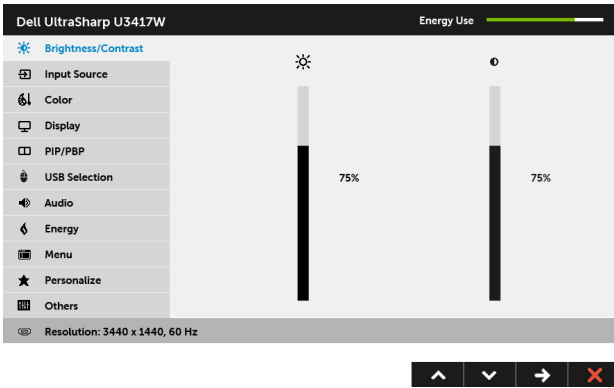 Dell UltraSharp U3417W
Energy Use
Brightness/Contrast
Input Source
Color
Display
PIP/PBP
USB Selection
Audio
Energy
Menu
Personalize
Others
75%
75%
Resolution: 3440 x 1440, 60 Hz